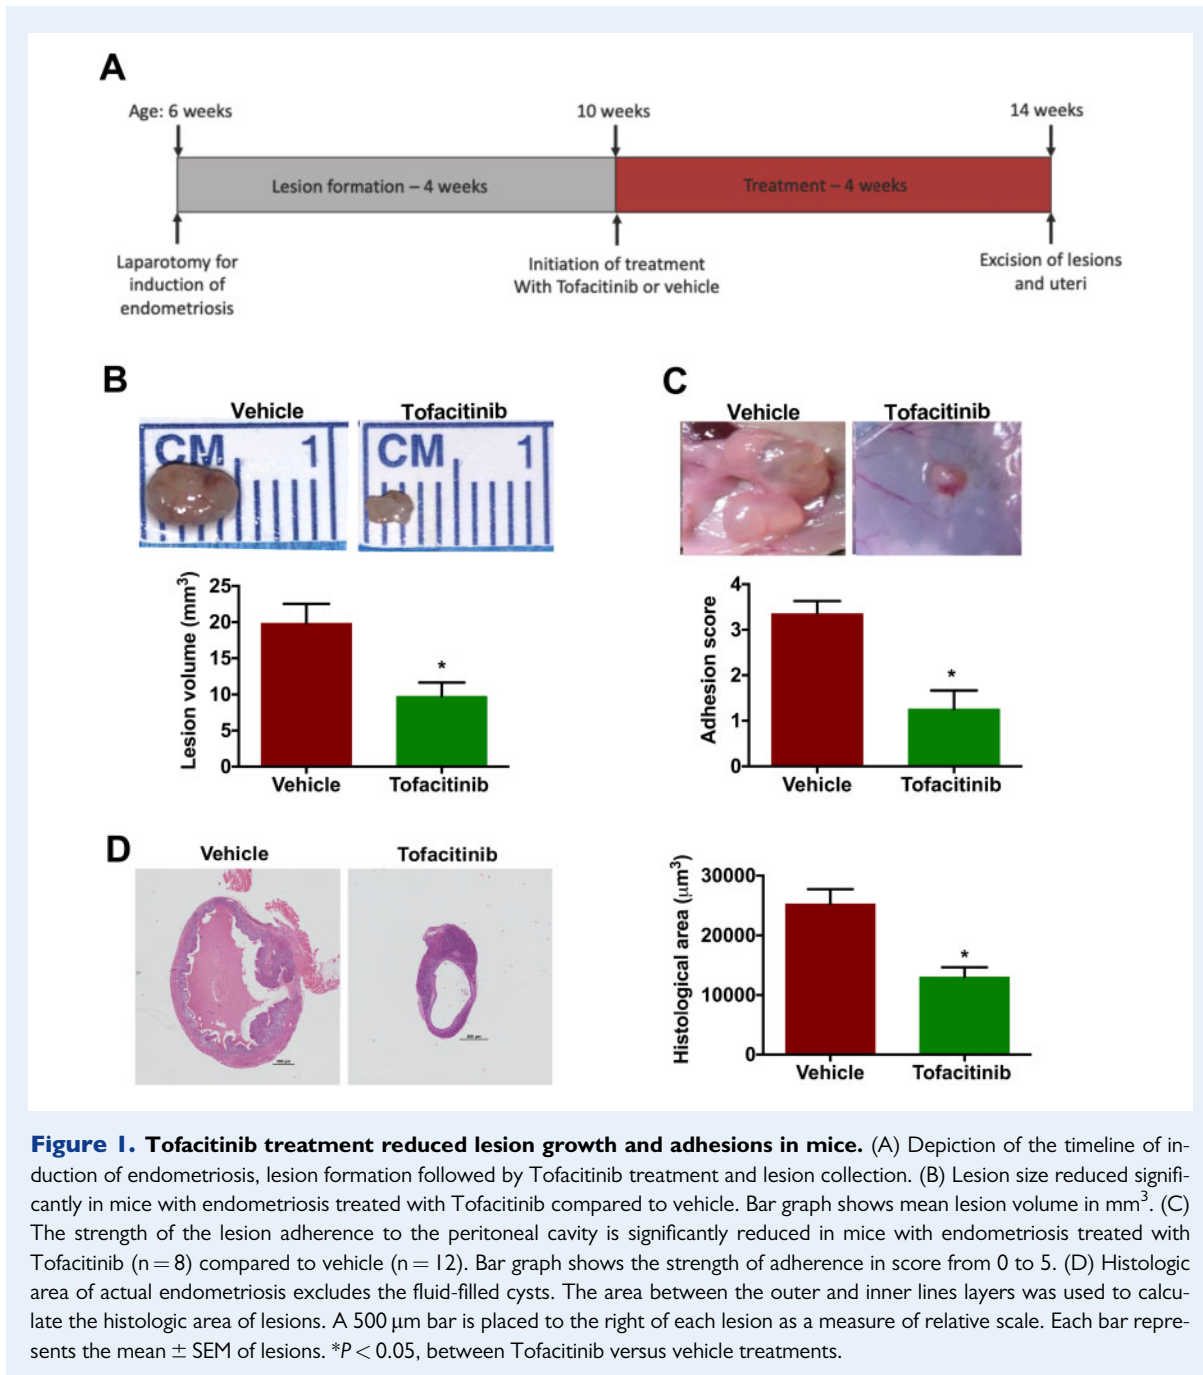 A
Age: 6 weeks
10 weeks
14 weeks
Lesion formation – 4 weeks
Treatment – 4 weeks
Laparotomy for
induction of
endometriosis
Initiation of treatment
With Tofacitinib or vehicle
Excision of lesions
and uteri
B
Vehicle
Tofacitinib
CM 1
CM 1
Lesion volume (mm³)
25
20
15
10
5
0
*
Vehicle
Tofacitinib
C
Vehicle
Tofacitinib
Adhesion score
4
3
2
1
0
*
Vehicle
Tofacitinib
D
Vehicle
Tofacitinib
Histological area (μm³)
30000
20000
10000
0
*
Vehicle
Tofacitinib
Figure 1. Tofacitinib treatment reduced lesion growth and adhesions in mice. (A) Depiction of the timeline of in-
duction of endometriosis, lesion formation followed by Tofacitinib treatment and lesion collection. (B) Lesion size reduced signifi-
cantly in mice with endometriosis treated with Tofacitinib compared to vehicle. Bar graph shows mean lesion volume in mm³. (C)
The strength of the lesion adherence to the peritoneal cavity is significantly reduced in mice with endometriosis treated with
Tofacitinib (n = 8) compared to vehicle (n = 12). Bar graph shows the strength of adherence in score from 0 to 5. (D) Histologic
area of actual endometriosis excludes the fluid-filled cysts. The area between the outer and inner lines layers was used to calcu-
late the histologic area of lesions. A 500 μm bar is placed to the right of each lesion as a measure of relative scale. Each bar repre-
sents the mean ± SEM of lesions. *P < 0.05, between Tofacitinib versus vehicle treatments.